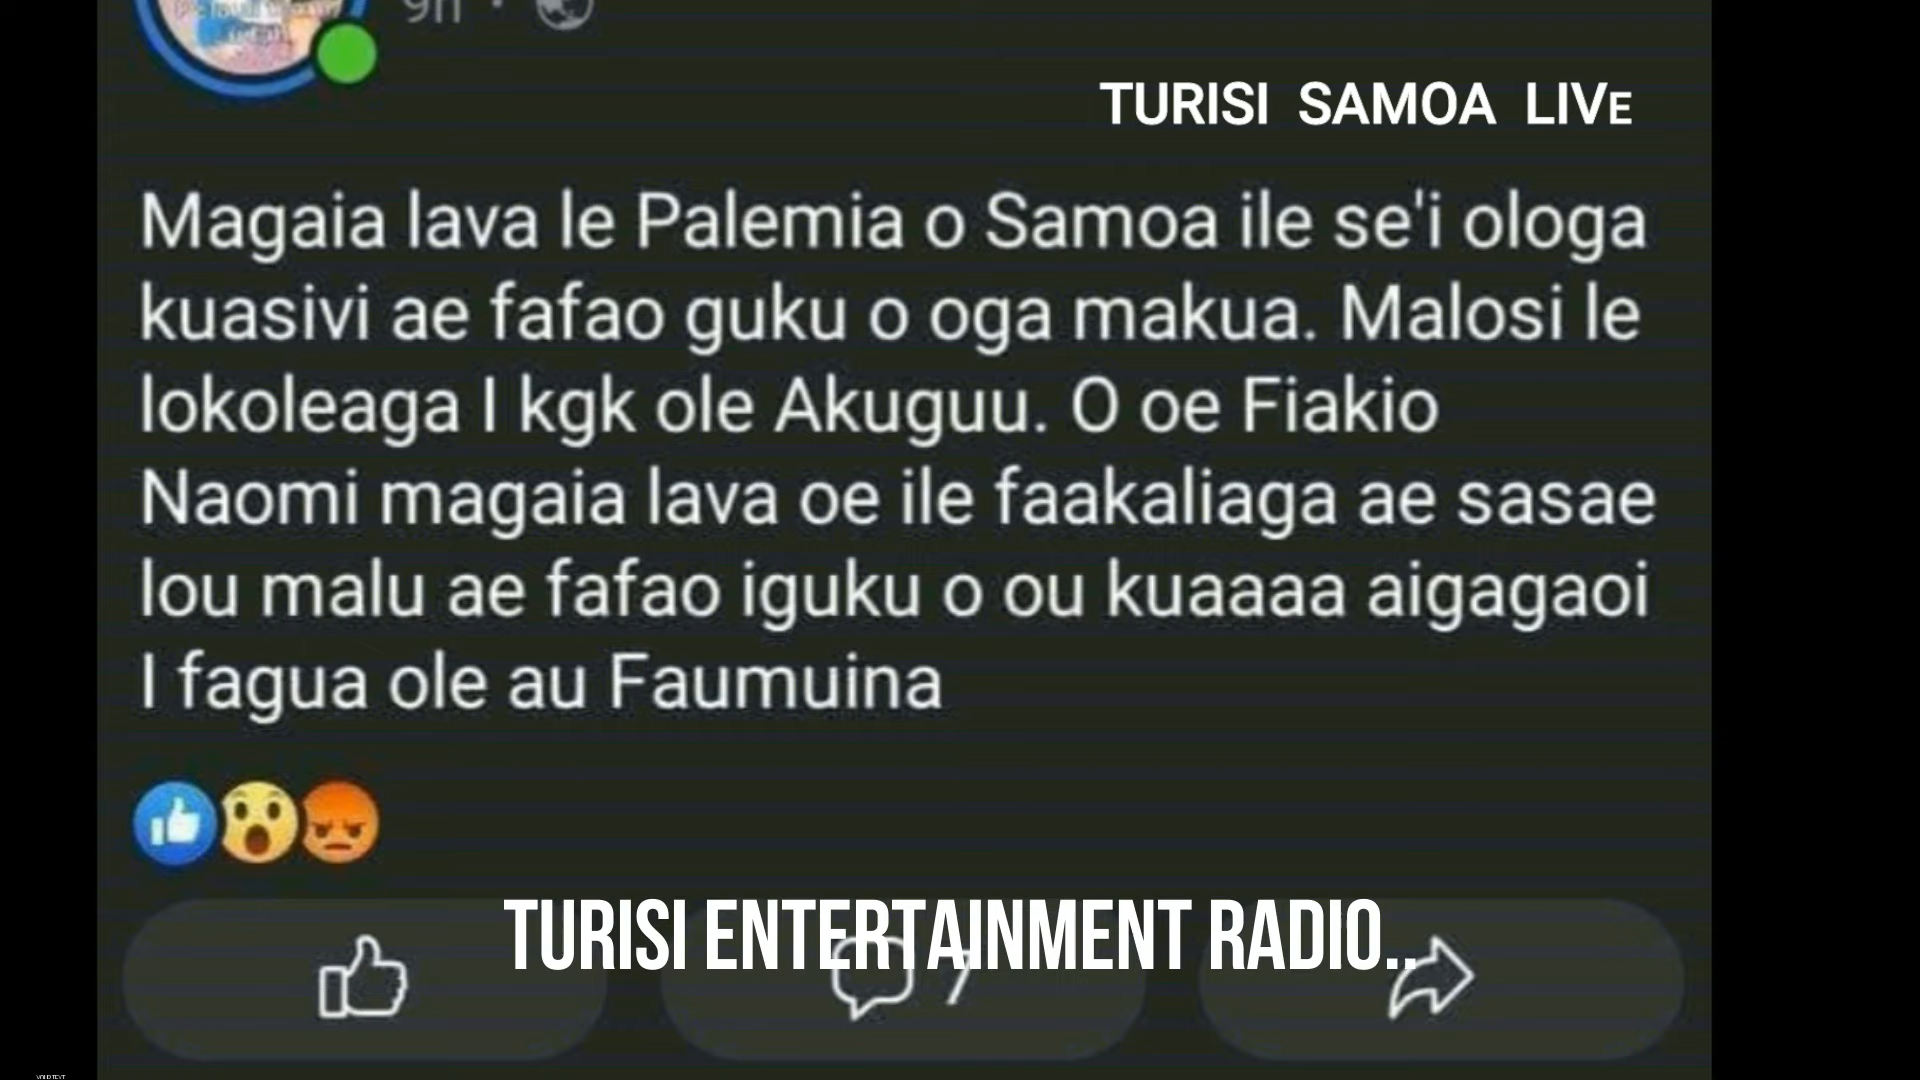 9h
TURISI SAMOA LIVE
Magaia lava le Palemia o Samoa ile se'i ologa
kuasivi ae fafao guku o oga makua. Malosi le
lokoleaga I kgk ole Akuguu. O oe Fiakio
Naomi magaia lava oe ile faakaliaga ae sasae
lou malu ae fafao iguku o ou kuaaaa aigagaoi
I fagua ole au Faumuina
TURISI ENTERTAINMENT RADIO..
7